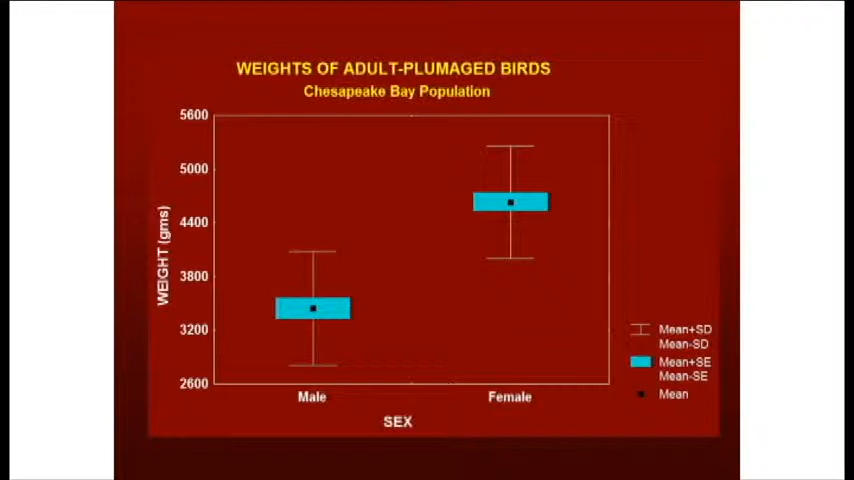 WEIGHTS OF ADULT-PLUMAGED BIRDS
Chesapeake Bay Population
5600
5000
4400
3800
3200
2600
WEIGHT (gms)
Male
Female
SEX
Mean+SD
Mean-SD
Mean+SE
Mean-SE
Mean